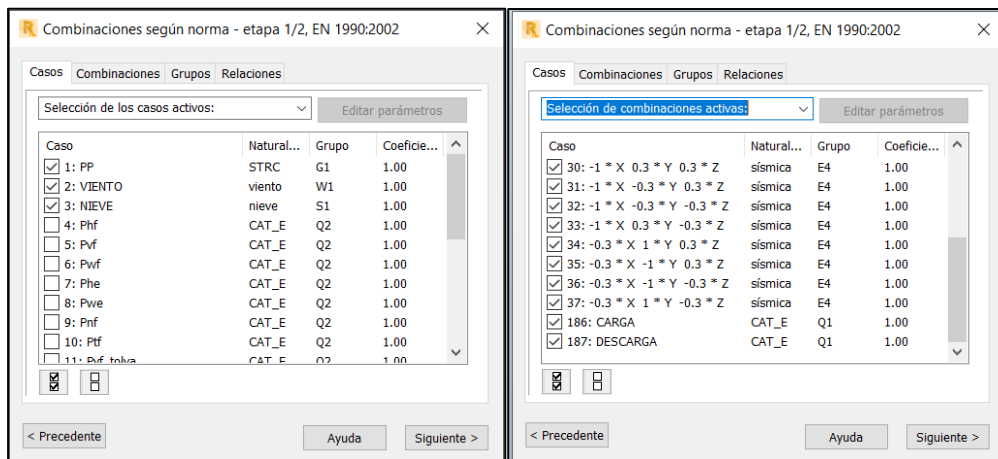 Combinaciones según norma - etapa 1/2, EN 1990:2002
Casos Combinaciones Grupos Relaciones
Selección de los casos activos: Editar parámetros
Caso Natural... Grupo Coeficie...
1: PP STRC G1 1.00
2: VIENTO viento W1 1.00
3: NIEVE nieve S1 1.00
4: Phf CAT_E Q2 1.00
5: Pvf CAT_E Q2 1.00
6: Pwf CAT_E Q2 1.00
7: Phe CAT_E Q2 1.00
8: Pwe CAT_E Q2 1.00
9: Pnf CAT_E Q2 1.00
10: Ptf CAT_E Q2 1.00
11: Pvf_tolva CAT_E Q2 1.00
< Precedente Ayuda Siguiente >
Combinaciones según norma - etapa 1/2, EN 1990:2002
Casos Combinaciones Grupos Relaciones
Selección de combinaciones activas: Editar parámetros
Caso Natural... Grupo Coeficie...
30: -1 * X 0.3 * Y 0.3 * Z sísmica E4 1.00
31: -1 * X -0.3 * Y 0.3 * Z sísmica E4 1.00
32: -1 * X -0.3 * Y -0.3 * Z sísmica E4 1.00
33: -1 * X 0.3 * Y -0.3 * Z sísmica E4 1.00
34: -0.3 * X 1 * Y 0.3 * Z sísmica E4 1.00
35: -0.3 * X -1 * Y 0.3 * Z sísmica E4 1.00
36: -0.3 * X -1 * Y -0.3 * Z sísmica E4 1.00
37: -0.3 * X 1 * Y -0.3 * Z sísmica E4 1.00
186: CARGA CAT_E Q1 1.00
187: DESCARGA CAT_E Q1 1.00
< Precedente Ayuda Siguiente >